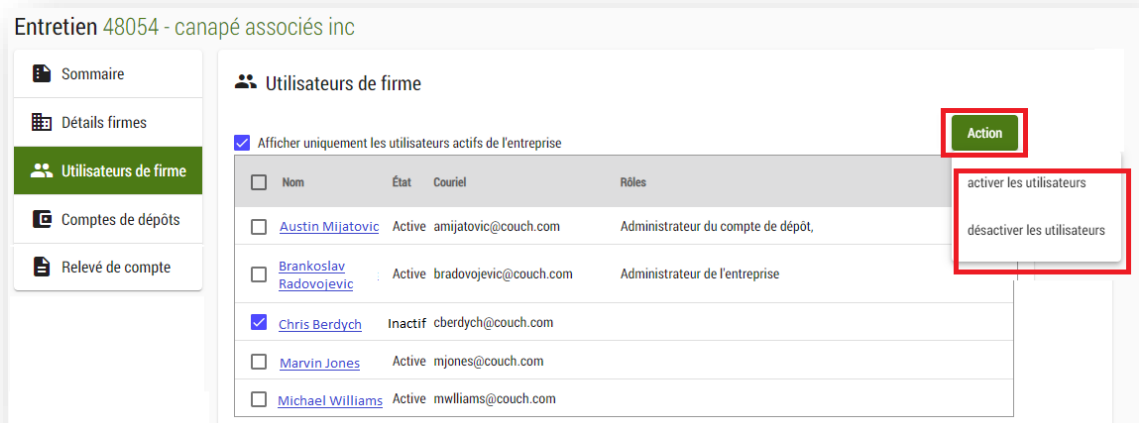 Entretien 48054 - canapé associés inc
Sommaire
Détails firmes
Utilisateurs de firme
Comptes de dépôts
Relevé de compte
Utilisateurs de firme
Afficher uniquement les utilisateurs actifs de l'entreprise
Action
activer les utilisateurs
désactiver les utilisateurs
Nom État Couriel Rôles
Austin Mijatovic Active amijatovic@couch.com Administrateur du compte de dépôt,
Brankoslav
Radovojevic Active bradovojevic@couch.com Administrateur de l'entreprise
Chris Berdych Inactif cberdych@couch.com
Marvin Jones Active mjones@couch.com
Michael Williams Active mwlliams@couch.com